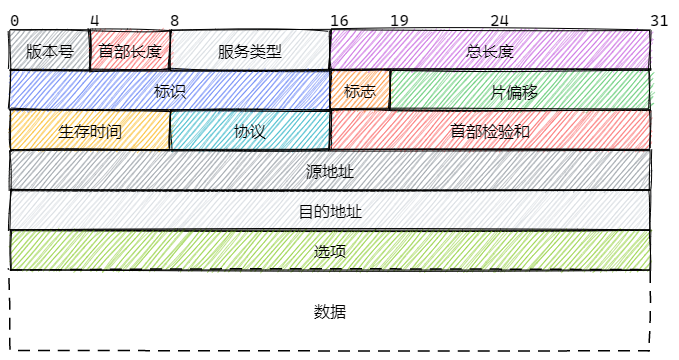 0 4 8 16 19 24 31
版本号 首部长度 服务类型 总长度
标识 标志 片偏移
生存时间 协议 首部检验和
源地址
目的地址
选项
数据